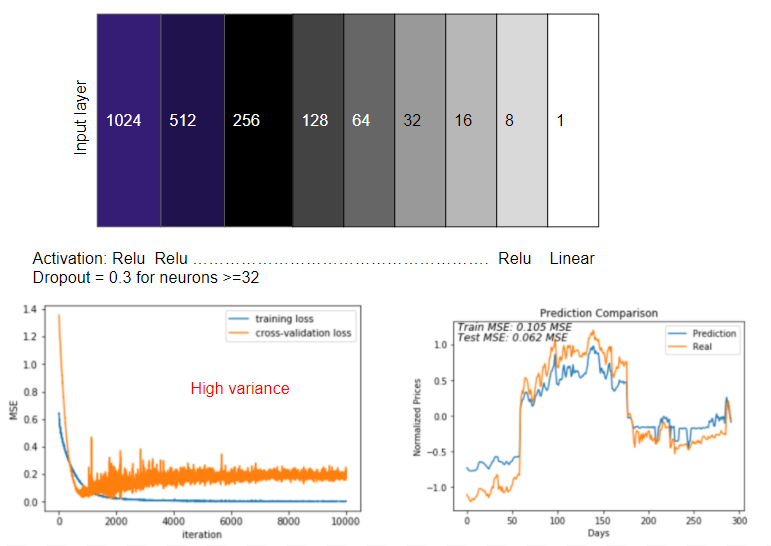 Input layer
1024 512 256 128 64 32 16 8 1
Activation: Relu Relu …………………………………………………. Relu Linear
Dropout = 0.3 for neurons >=32
1.4
1.2
1.0
0.8
0.6
0.4
0.2
0.0
MSE
training loss
cross-validation loss
High variance
0 2000 4000 6000 8000 10000
iteration
Prediction Comparison
Train MSE: 0.105 MSE
Test MSE: 0.062 MSE
Prediction
Real
1.0
0.5
0.0
−0.5
−1.0
Normalized Prices
0 50 100 150 200 250 300
Days